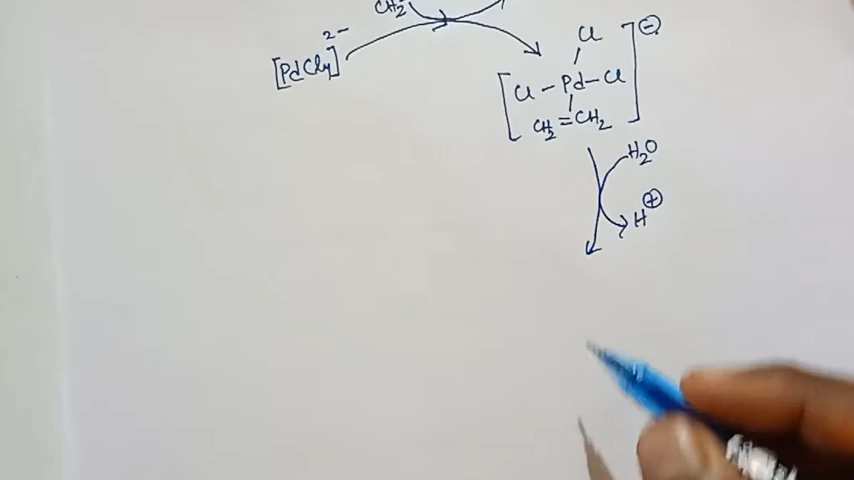 CH2
[PdCl4]2-
Cl ⊖
[Cl-Pd-Cl]
CH2=CH2
H2O
H⊕